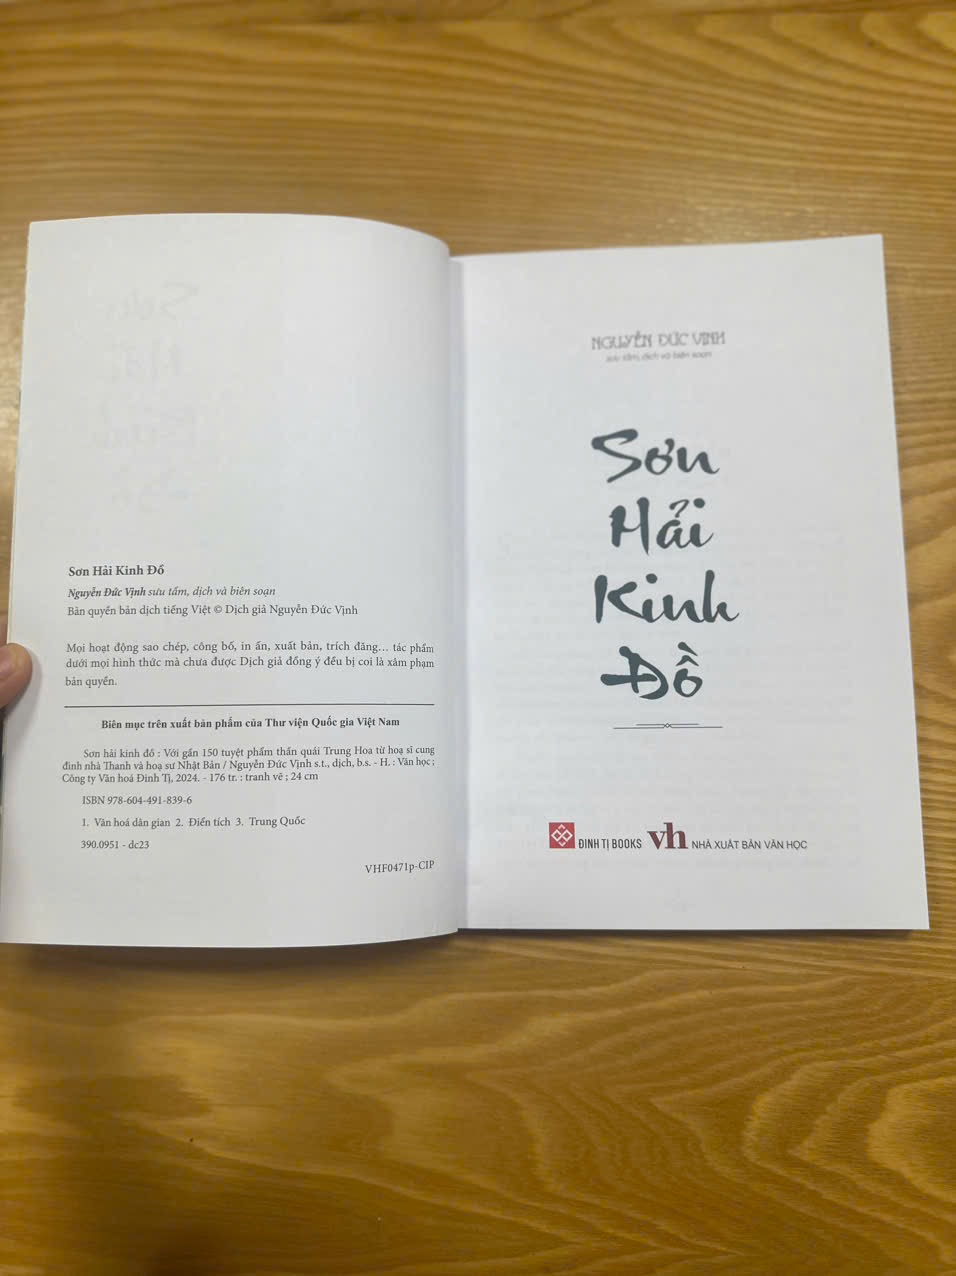 Sơn Hải Kinh Đồ
Nguyễn Đức Vịnh sưu tầm, dịch và biên soạn
Bản quyền bản dịch tiếng Việt © Dịch giả Nguyễn Đức Vịnh
Mọi hoạt động sao chép, công bố, in ấn, xuất bản, trích đăng... tác phẩm
dưới mọi hình thức mà chưa được Dịch giả đồng ý đều bị coi là xâm phạm
bản quyền.
Biên mục trên xuất bản phẩm của Thư viện Quốc gia Việt Nam
Sơn hải kinh đồ : Với gần 150 tuyệt phẩm thần quái Trung Hoa từ hoạ sĩ cung
đình nhà Thanh và hoạ sư Nhật Bản / Nguyễn Đức Vịnh s.t., dịch, b.s. - H. : Văn học ;
Công ty Văn hoá Đinh Tị, 2024. - 176 tr. : tranh vẽ ; 24 cm
ISBN 978-604-491-839-6
1. Văn hoá dân gian 2. Điển tích 3. Trung Quốc
390.0951 - dc23
VHF0471p-CIP
NGUYỄN ĐỨC VỊNH
sưu tầm, dịch và biên soạn
Sơn
Hải
Kinh
Đồ
ĐINH TỊ BOOKS vh NHÀ XUẤT BẢN VĂN HỌC